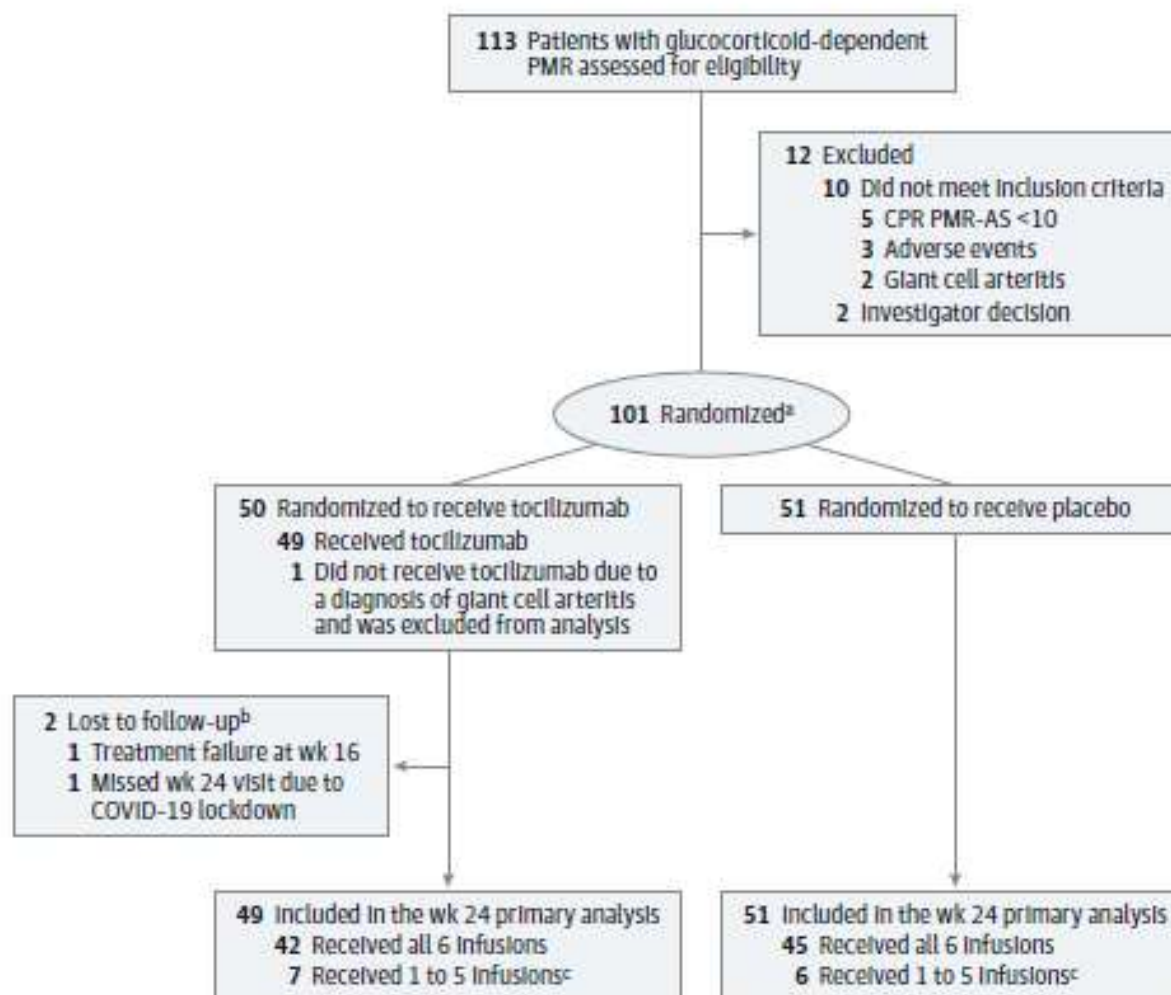 113 Patients with glucocorticoid-dependent
PMR assessed for eligibility
12 Excluded
10 Did not meet inclusion criteria
5 CPR PMR-AS <10
3 Adverse events
2 Giant cell arteritis
2 Investigator decision
101 Randomizedᵃ
50 Randomized to receive tocilizumab
49 Received tocilizumab
1 Did not receive tocilizumab due to
a diagnosis of giant cell arteritis
and was excluded from analysis
51 Randomized to receive placebo
2 Lost to follow-upᵇ
1 Treatment failure at wk 16
1 Missed wk 24 visit due to
COVID-19 lockdown
49 Included in the wk 24 primary analysis
42 Received all 6 infusions
7 Received 1 to 5 infusionsᶜ
51 Included in the wk 24 primary analysis
45 Received all 6 infusions
6 Received 1 to 5 infusionsᶜ